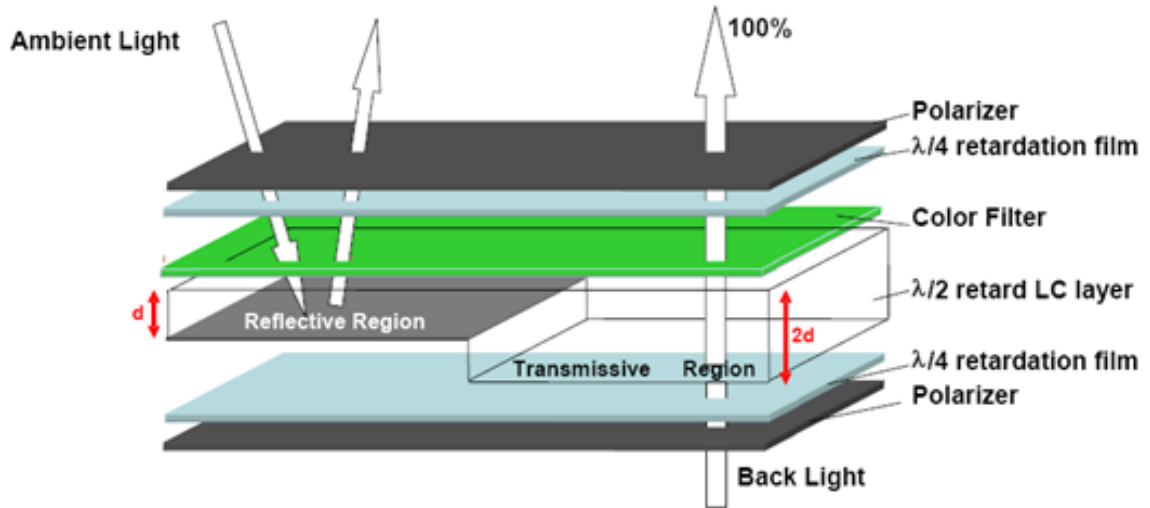 Ambient Light
100%
Polarizer
λ/4 retardation film
Color Filter
λ/2 retard LC layer
d
Reflective Region
2d
Transmissive Region
λ/4 retardation film
Polarizer
Back Light